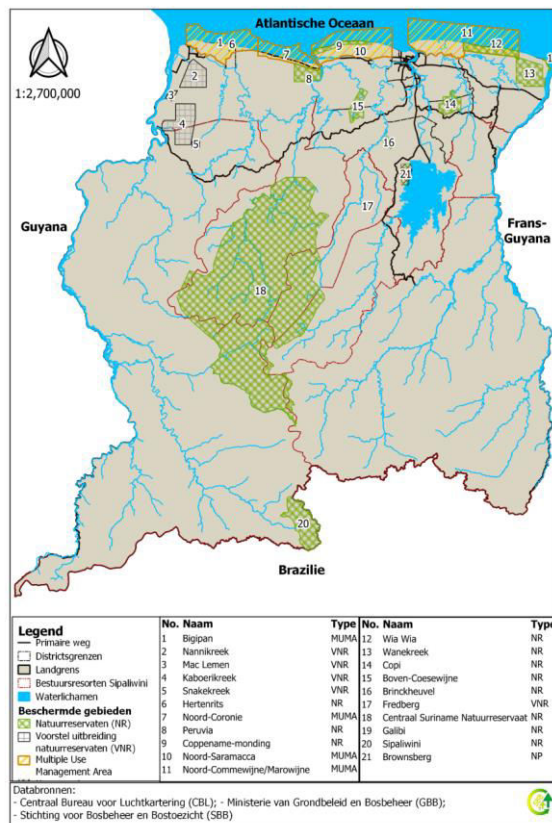 Atlantische Oceaan
11
1
6
9
10
12
7
2
8
13
1
1:2,700,000
3
15
14
4
5
16
21
17
Guyana
Frans-
Guyana
18
20
Brazilie
Legend
Primaire weg
Districtsgrenzen
Landgrens
Bestuursresorten Sipaliwini
Waterlichamen
Beschermde gebieden
Natuurreservaten (NR)
Voorstel uitbreiding
natuurreservaten (VNR)
Multiple Use
Management Area
No. Naam Type
1 Bigipan MUMA
2 Nannikreek VNR
3 Mac Lemen VNR
4 Kaboerikreek VNR
5 Snakekreek VNR
6 Hertenrits NR
7 Noord-Coronie MUMA
8 Peruvia NR
9 Coppename-monding NR
10 Noord-Saramacca MUMA
11 Noord-Commewijne/Marowijne MUMA
No. Naam Type
12 Wia Wia NR
13 Wanekreek NR
14 Copi NR
15 Boven-Coesewijne NR
16 Brinckheuvel NR
17 Fredberg VNR
18 Centraal Suriname Natuurreservaat NR
19 Galibi NR
20 Sipaliwini NR
21 Brownsberg NP
Databronnen:
- Centraal Bureau voor Luchtkartering (CBL); - Ministerie van Grondbeleid en Bosbeheer (GBB);
- Stichting voor Bosbeheer en Bostoezicht (SBB)